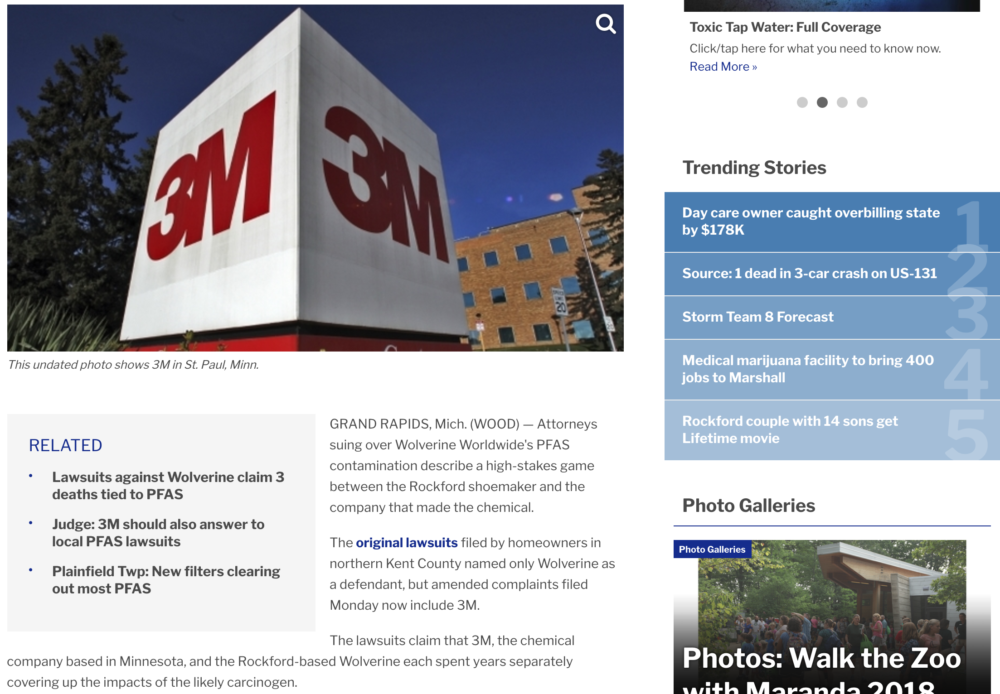 3M
3M
SPEED
LIMIT
20
20
This undated photo shows 3M in St. Paul, Minn.
RELATED
• Lawsuits against Wolverine claim 3
deaths tied to PFAS
• Judge: 3M should also answer to
local PFAS lawsuits
• Plainfield Twp: New filters clearing
out most PFAS
GRAND RAPIDS, Mich. (WOOD) — Attorneys
suing over Wolverine Worldwide's PFAS
contamination describe a high-stakes game
between the Rockford shoemaker and the
company that made the chemical.
The original lawsuits filed by homeowners in
northern Kent County named only Wolverine as
a defendant, but amended complaints filed
Monday now include 3M.
The lawsuits claim that 3M, the chemical
company based in Minnesota, and the Rockford-based Wolverine each spent years separately
covering up the impacts of the likely carcinogen.
Toxic Tap Water: Full Coverage
Click/tap here for what you need to know now.
Read More »
Trending Stories
Day care owner caught overbilling state
by $178K
1
Source: 1 dead in 3-car crash on US-131
2
Storm Team 8 Forecast
3
Medical marijuana facility to bring 400
jobs to Marshall
4
Rockford couple with 14 sons get
Lifetime movie
5
Photo Galleries
Photo Galleries
Photos: Walk the Zoo
with Maranda 2018